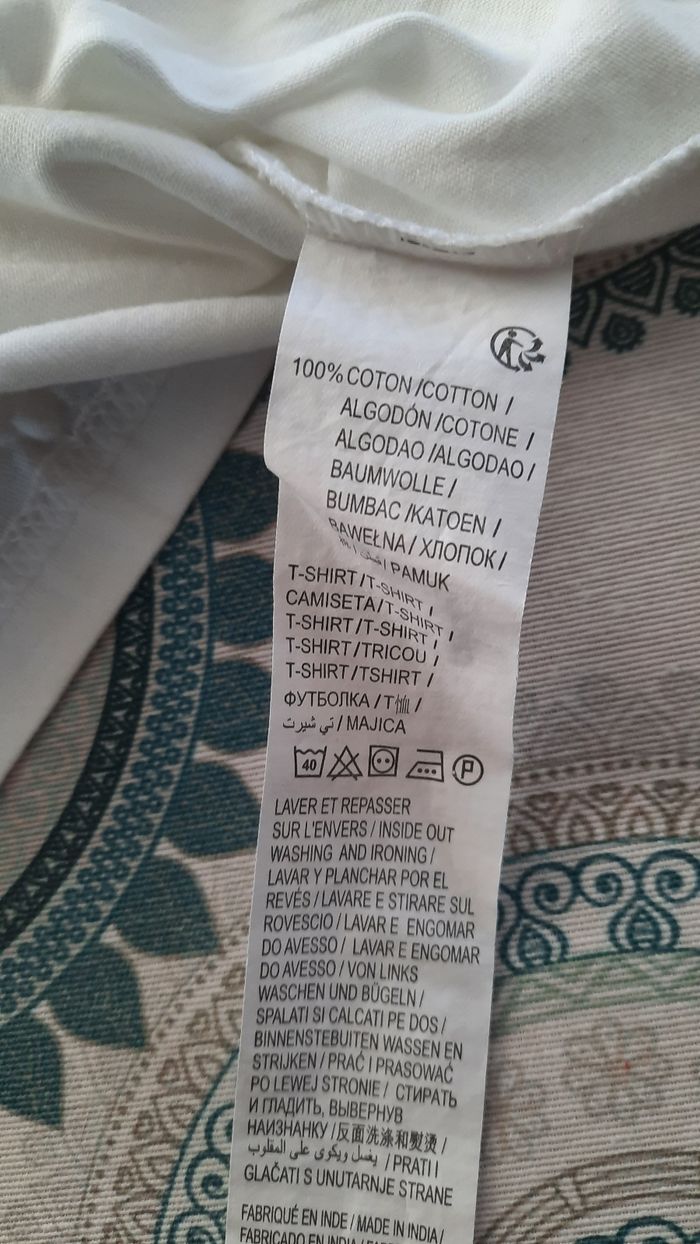 100% COTON /COTTON /
ALGODÓN /COTONE /
ALGODAO /ALGODAO /
BAUMWOLLE /
BUMBAC /KATOEN /
BAWEŁNA / ХЛОПОК /
/ PAMUK
T-SHIRT /T-SHIRT /
CAMISETA/T-SHIRT /
T-SHIRT /T-SHIRT /
T-SHIRT /TRICOU /
T-SHIRT /TSHIRT /
ФУТБОЛКА /T恤 /
تي شيرت / MAJICA
40 P
LAVER ET REPASSER
SUR L'ENVERS / INSIDE OUT
WASHING AND IRONING /
LAVAR Y PLANCHAR POR EL
REVÉS / LAVARE E STIRARE SUL
ROVESCIO / LAVAR E ENGOMAR
DO AVESSO / LAVAR E ENGOMAR
DO AVESSO / VON LINKS
WASCHEN UND BÜGELN /
SPALATI SI CALCATI PE DOS /
BINNENSTEBUITEN WASSEN EN
STRIJKEN / PRAĆ I PRASOWAĆ
PO LEWEJ STRONIE / СТИРАТЬ
И ГЛАДИТЬ, ВЫВЕРНУВ
НАИЗНАНКУ /反面洗涤和熨烫 /
يغسل ويكوى على المقلوب / PRATI I
GLAČATI S UNUTARNJE STRANE
FABRIQUÉ EN INDE / MADE IN INDIA /
FABRICADO EN INDIA /